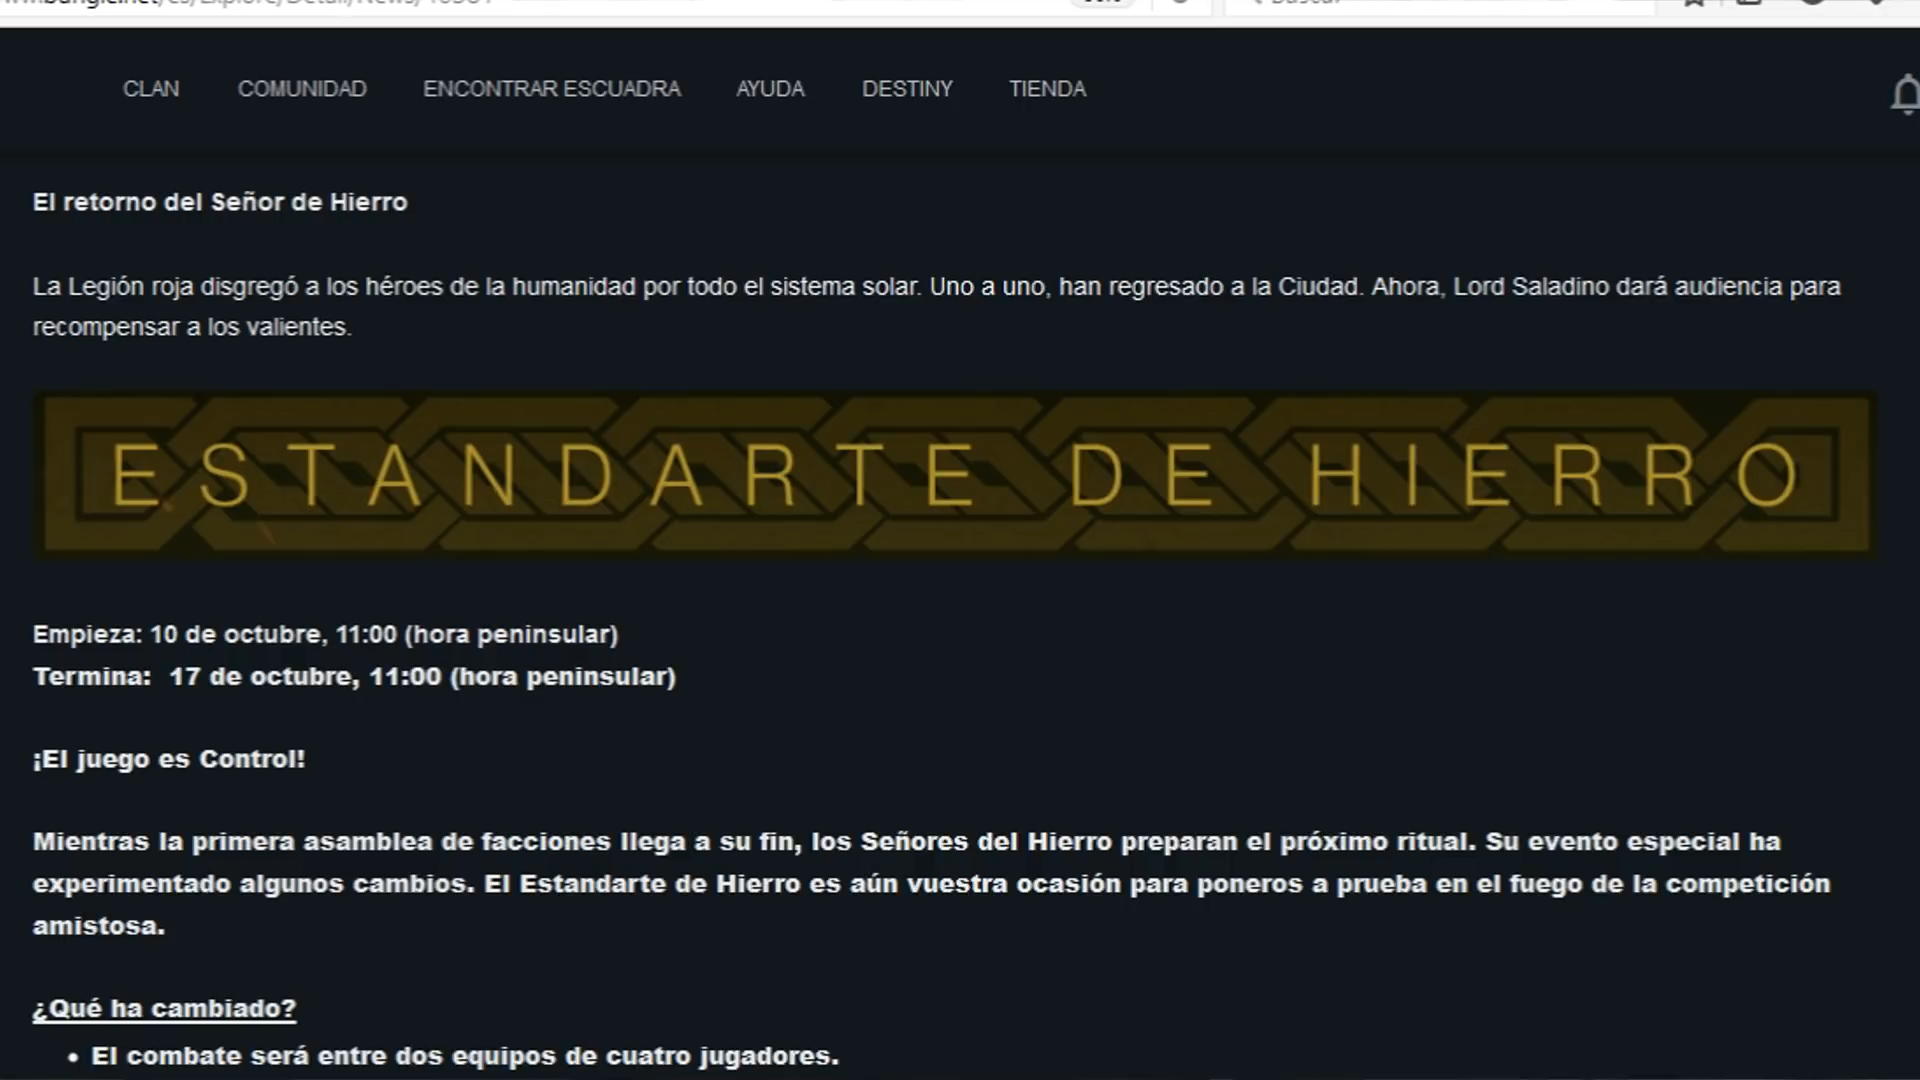 CLAN COMUNIDAD ENCONTRAR ESCUADRA AYUDA DESTINY TIENDA
El retorno del Señor de Hierro
La Legión roja disgregó a los héroes de la humanidad por todo el sistema solar. Uno a uno, han regresado a la Ciudad. Ahora, Lord Saladino dará audiencia para
recompensar a los valientes.
ESTANDARTE DE HIERRO
Empieza: 10 de octubre, 11:00 (hora peninsular)
Termina:  17 de octubre, 11:00 (hora peninsular)
¡El juego es Control!
Mientras la primera asamblea de facciones llega a su fin, los Señores del Hierro preparan el próximo ritual. Su evento especial ha
experimentado algunos cambios. El Estandarte de Hierro es aún vuestra ocasión para poneros a prueba en el fuego de la competición
amistosa.
¿Qué ha cambiado?
• El combate será entre dos equipos de cuatro jugadores.